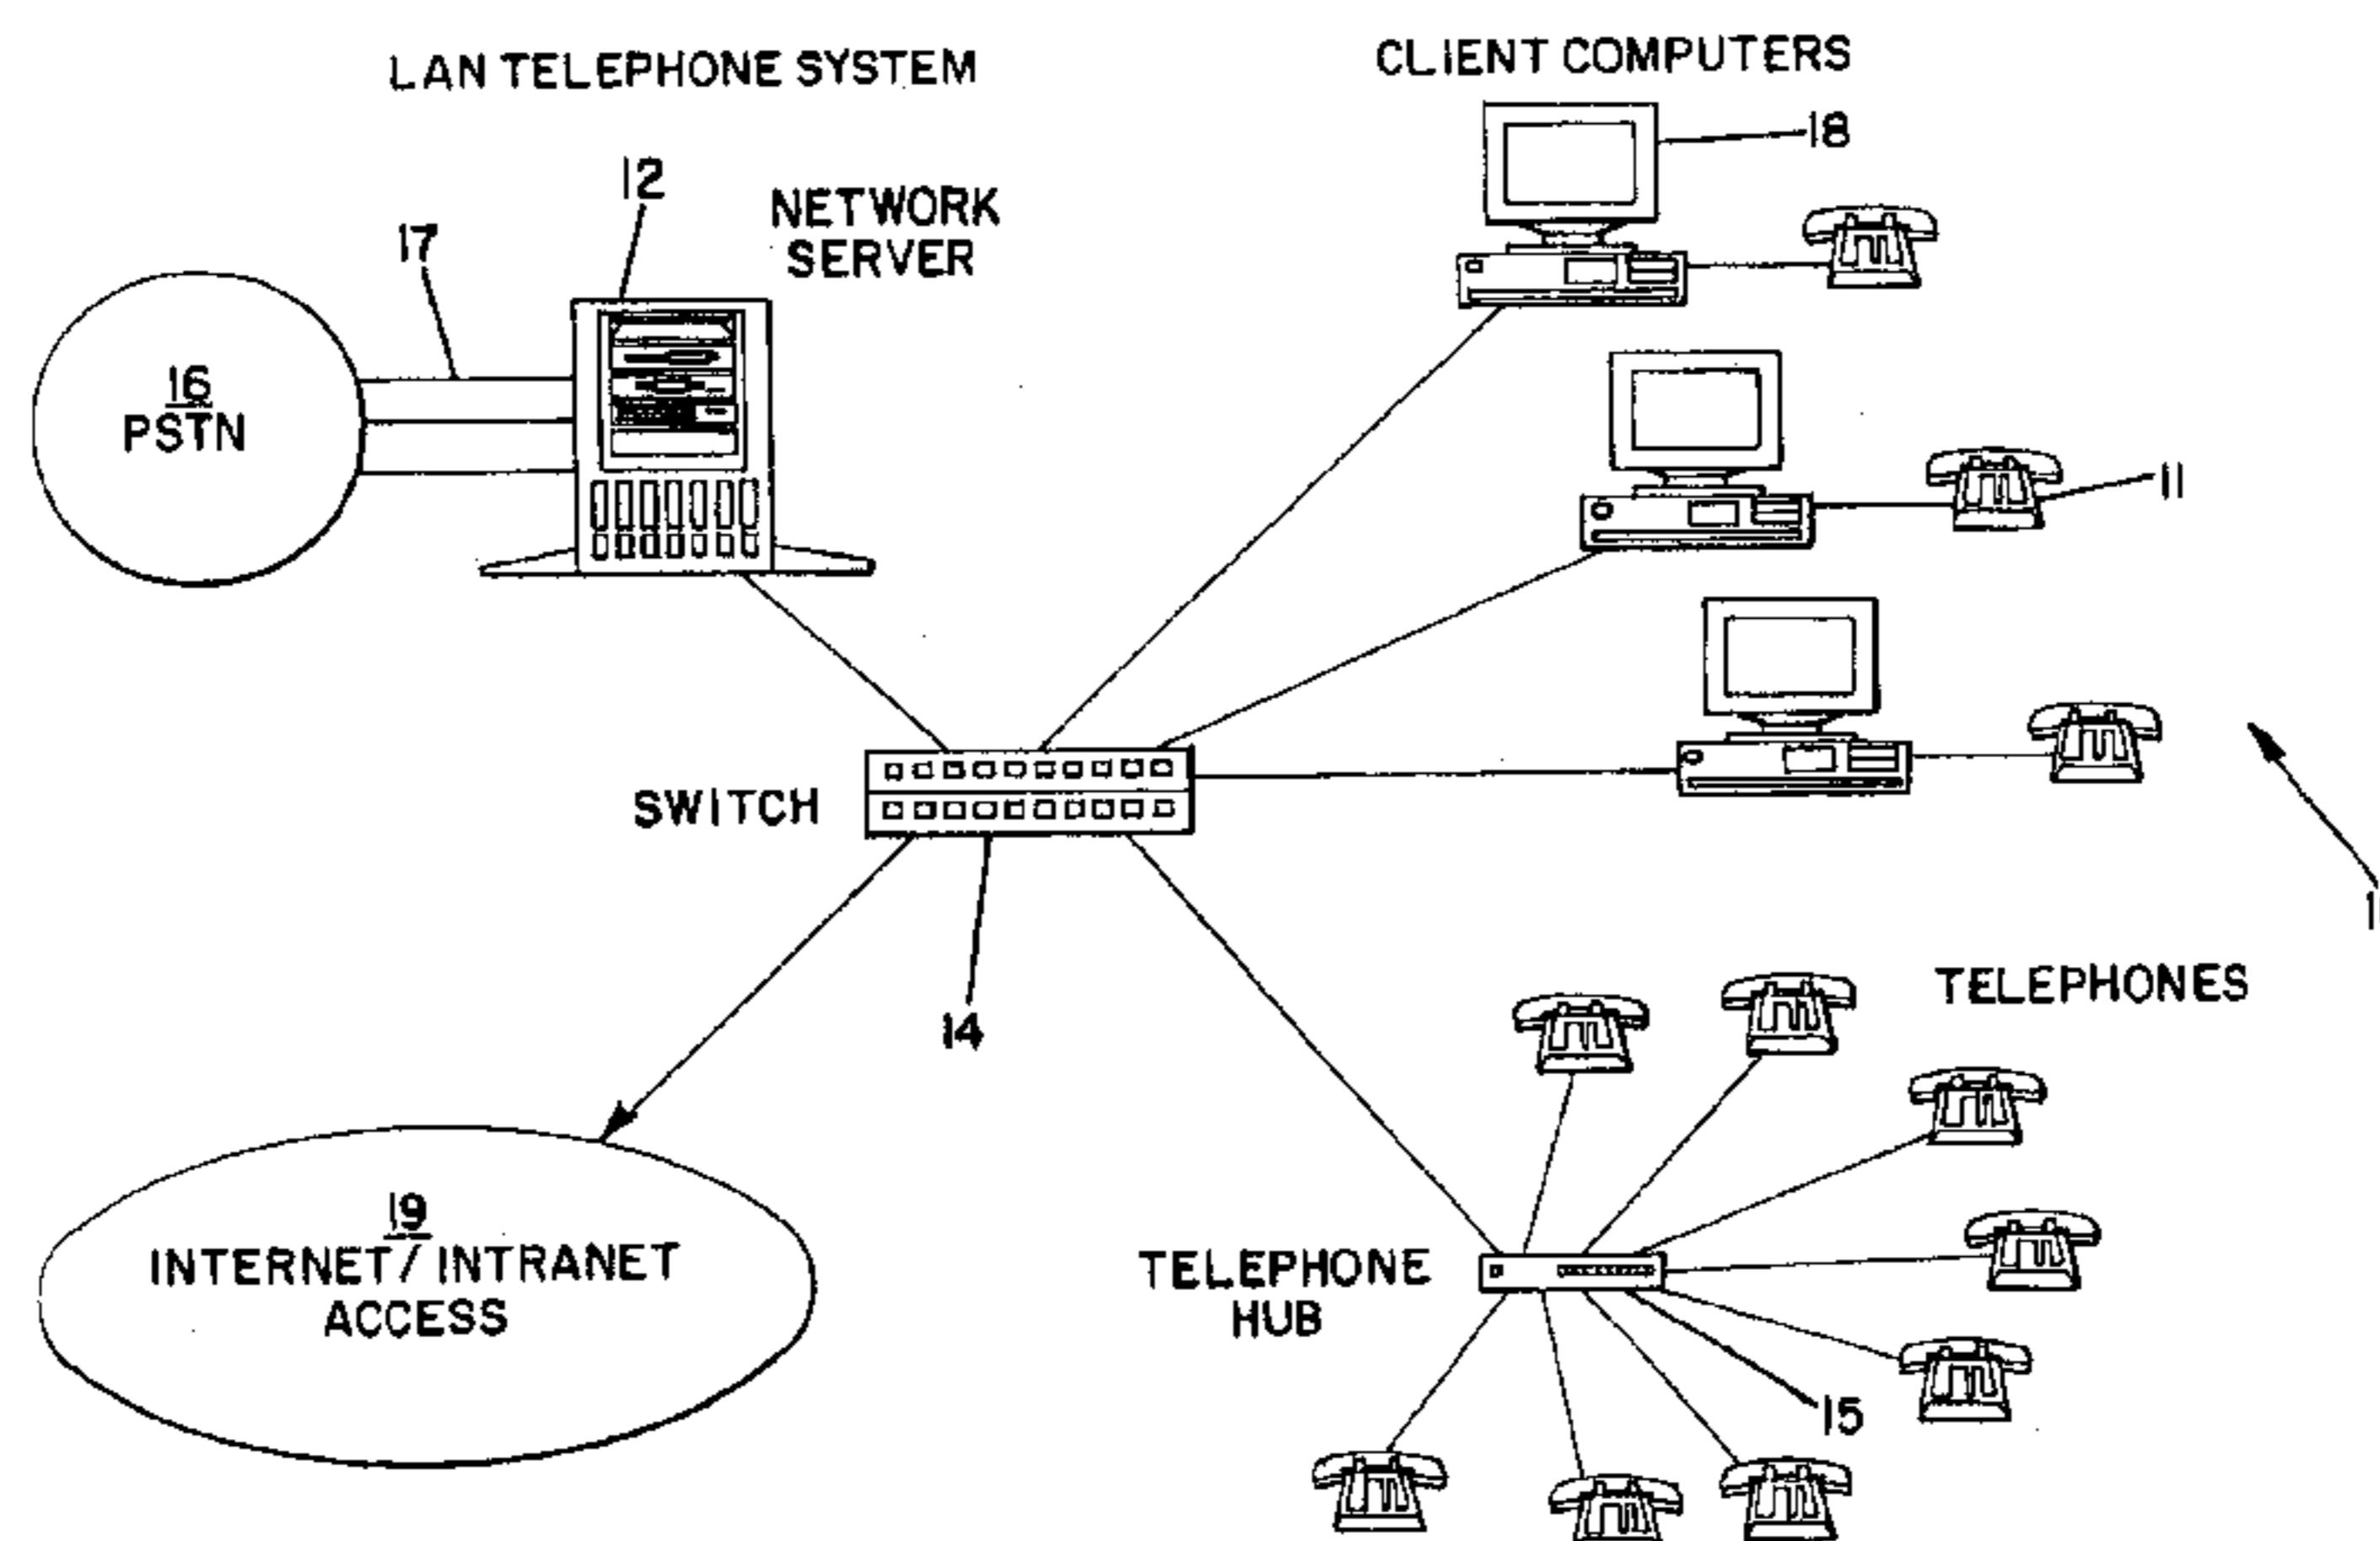 LAN TELEPHONE SYSTEM
CLIENT COMPUTERS
18
12
NETWORK
SERVER
17
16
PSTN
11
SWITCH
14
TELEPHONES
19
INTERNET/INTRANET
ACCESS
TELEPHONE
HUB
15